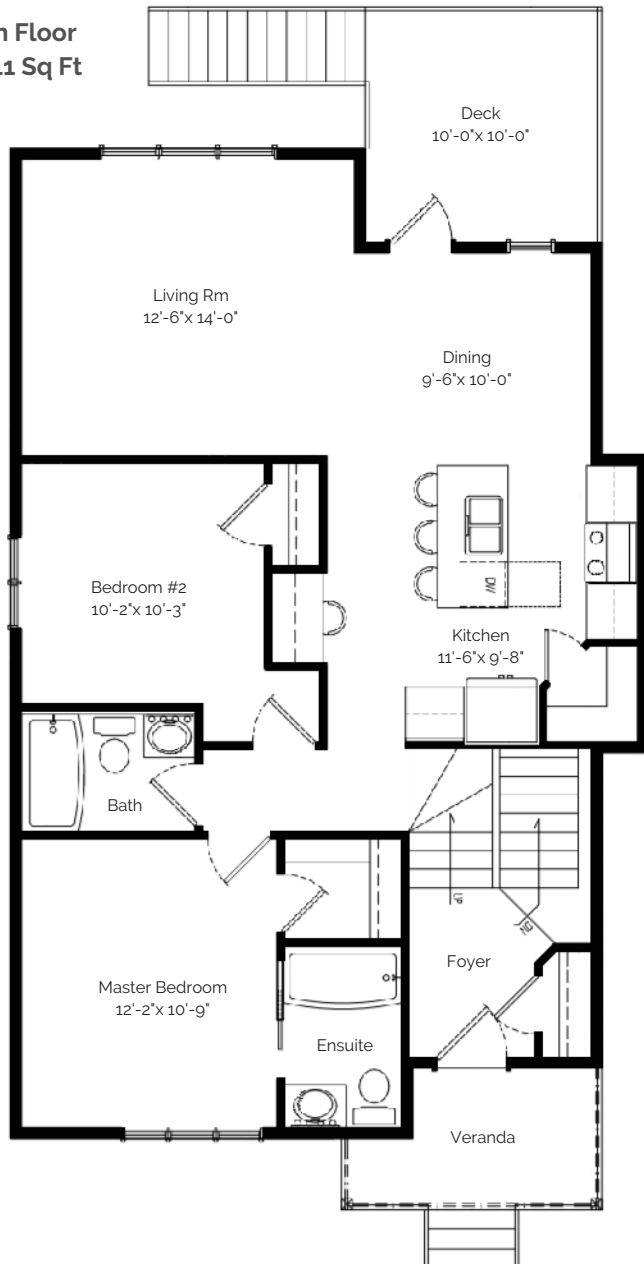 Floor
Sq Ft
Deck
10'-0"x 10'-0"
Living Rm
12'-6"x 14'-0"
Dining
9'-6"x 10'-0"
Bedroom #2
10'-2"x 10'-3"
DW
Kitchen
11'-6"x 9'-8"
Bath
UP
DN
Foyer
Master Bedroom
12'-2"x 10'-9"
Ensuite
Veranda